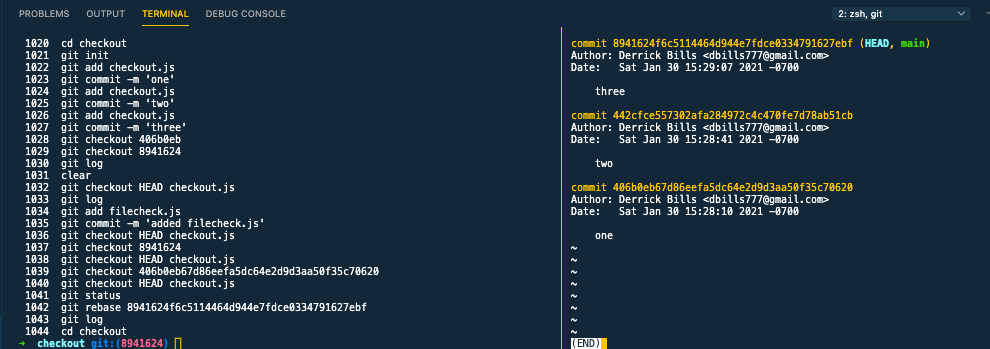 PROBLEMS OUTPUT TERMINAL DEBUG CONSOLE 2: zsh, git
1020 cd checkout
1021 git init
1022 git add checkout.js
1023 git commit -m 'one'
1024 git add checkout.js
1025 git commit -m 'two'
1026 git add checkout.js
1027 git commit -m 'three'
1028 git checkout 406b0eb
1029 git checkout 8941624
1030 git log
1031 clear
1032 git checkout HEAD checkout.js
1033 git log
1034 git add filecheck.js
1035 git commit -m 'added filecheck.js'
1036 git checkout HEAD checkout.js
1037 git checkout 8941624
1038 git checkout HEAD checkout.js
1039 git checkout 406b0eb67d86eefa5dc64e2d9d3aa50f35c70620
1040 git checkout HEAD checkout.js
1041 git status
1042 git rebase 8941624f6c5114464d944e7fdce0334791627ebf
1043 git log
1044 cd checkout
→ checkout git:(8941624)
commit 8941624f6c5114464d944e7fdce0334791627ebf (HEAD, main)
Author: Derrick Bills <dbills777@gmail.com>
Date: Sat Jan 30 15:29:07 2021 -0700
three
commit 442cfce557302afa284972c4c470fe7d78ab51cb
Author: Derrick Bills <dbills777@gmail.com>
Date: Sat Jan 30 15:28:41 2021 -0700
two
commit 406b0eb67d86eefa5dc64e2d9d3aa50f35c70620
Author: Derrick Bills <dbills777@gmail.com>
Date: Sat Jan 30 15:28:10 2021 -0700
one
~
~
~
~
~
~
~
~
(END)